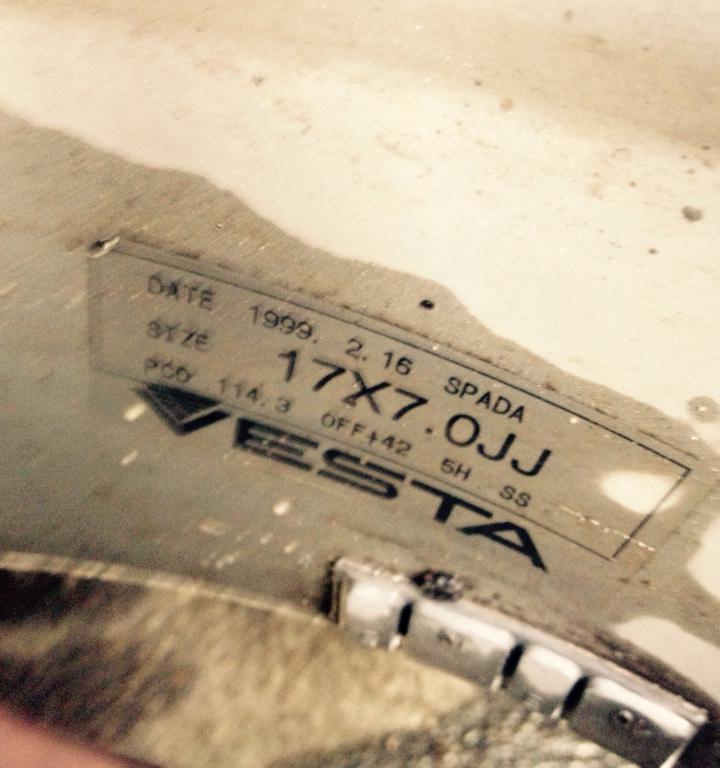 DATE 1999. 2.16 SPADA
SIZE 17X7.0JJ
PCD 114.3 OFF+42 5H SS
VESTA